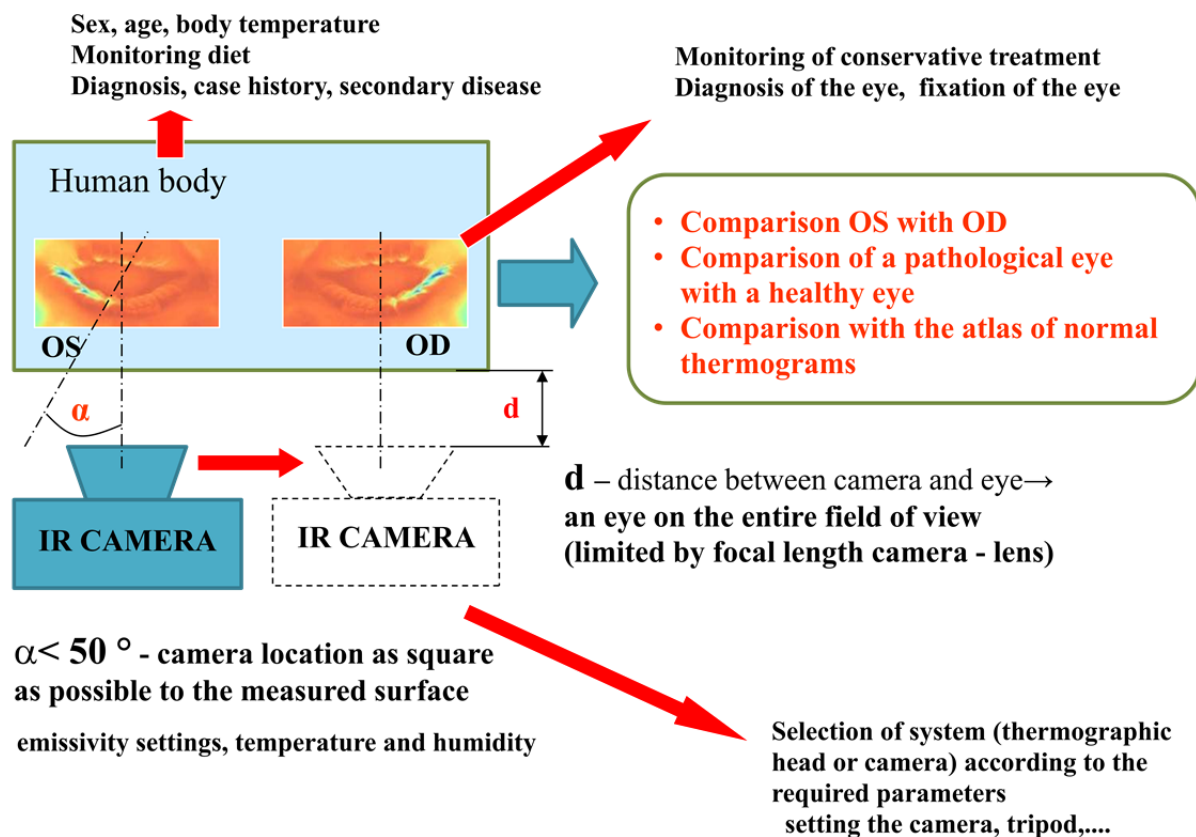 Sex, age, body temperature
Monitoring diet
Diagnosis, case history, secondary disease
Monitoring of conservative treatment
Diagnosis of the eye, fixation of the eye
Human body
OS
OD
• Comparison OS with OD
• Comparison of a pathological eye
with a healthy eye
• Comparison with the atlas of normal
thermograms
α
d
IR CAMERA
IR CAMERA
d – distance between camera and eye→
an eye on the entire field of view
(limited by focal length camera - lens)
α< 50 ° - camera location as square
as possible to the measured surface
emissivity settings, temperature and humidity
Selection of system (thermographic
head or camera) according to the
required parameters
setting the camera, tripod,....